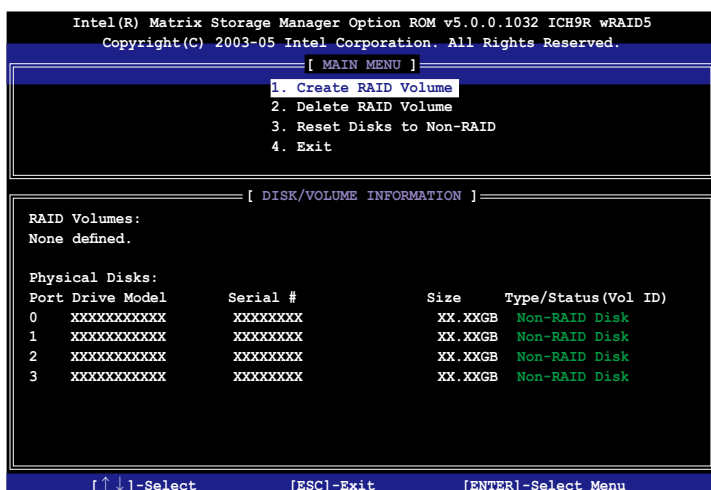 Intel(R) Matrix Storage Manager Option ROM v5.0.0.1032 ICH9R wRAID5
Copyright(C) 2003-05 Intel Corporation. All Rights Reserved.
[ MAIN MENU ]
1. Create RAID Volume
2. Delete RAID Volume
3. Reset Disks to Non-RAID
4. Exit
[ DISK/VOLUME INFORMATION ]
RAID Volumes:
None defined.
Physical Disks:
Port Drive Model Serial # Size Type/Status(Vol ID)
0 XXXXXXXXXXX XXXXXXXX XX.XXGB Non-RAID Disk
1 XXXXXXXXXXX XXXXXXXX XX.XXGB Non-RAID Disk
2 XXXXXXXXXXX XXXXXXXX XX.XXGB Non-RAID Disk
3 XXXXXXXXXXX XXXXXXXX XX.XXGB Non-RAID Disk
[↑↓]-Select [ESC]-Exit [ENTER]-Select Menu